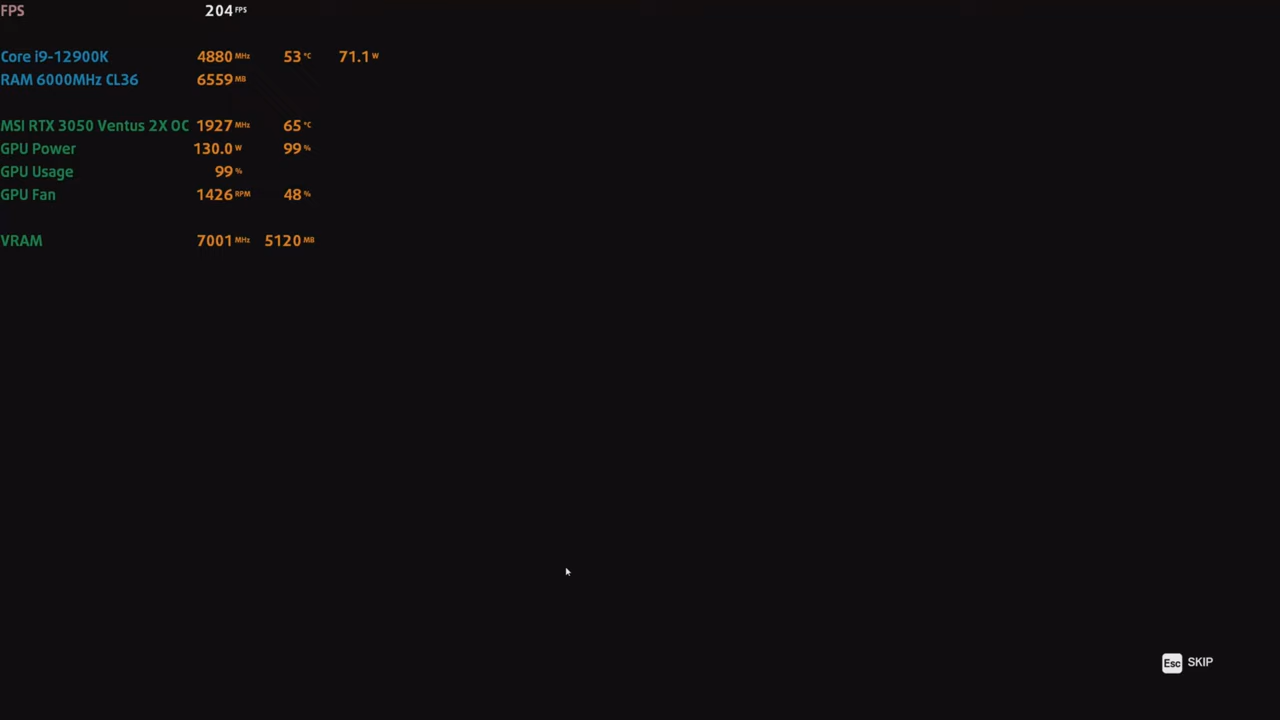 FPS 204 FPS
Core i9-12900K 4880 MHz 53 °C 71.1 W
RAM 6000MHz CL36 6559 MB
MSI RTX 3050 Ventus 2X OC 1927 MHz 65 °C
GPU Power 130.0 W 99 %
GPU Usage 99 %
GPU Fan 1426 RPM 48 %
VRAM 7001 MHz 5120 MB
Esc SKIP